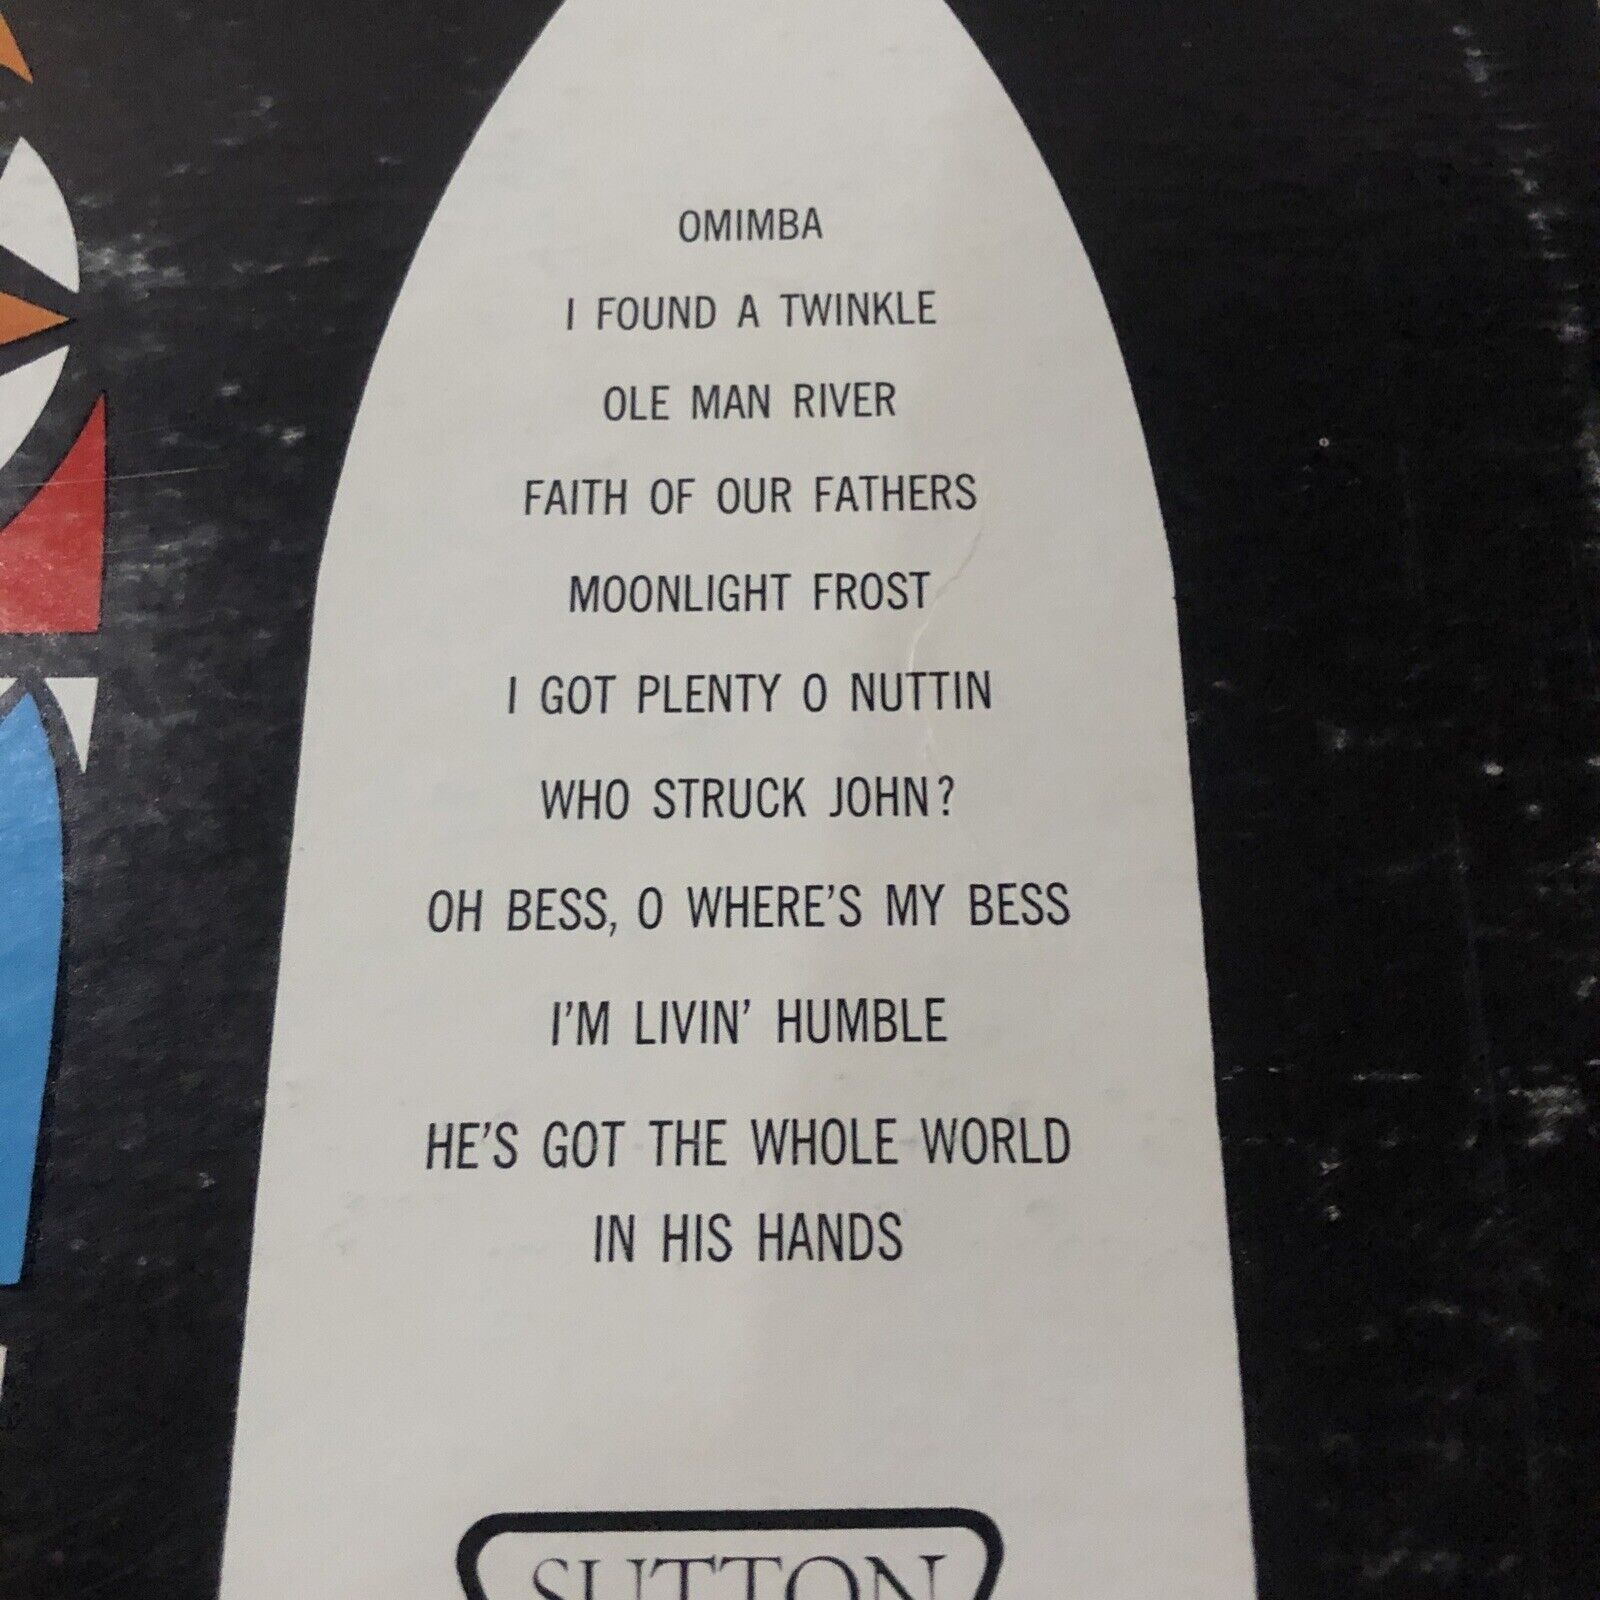 OMIMBA
I FOUND A TWINKLE
OLE MAN RIVER
FAITH OF OUR FATHERS
MOONLIGHT FROST
I GOT PLENTY O NUTTIN
WHO STRUCK JOHN?
OH BESS, O WHERE'S MY BESS
I'M LIVIN' HUMBLE
HE'S GOT THE WHOLE WORLD
IN HIS HANDS
SUTTON